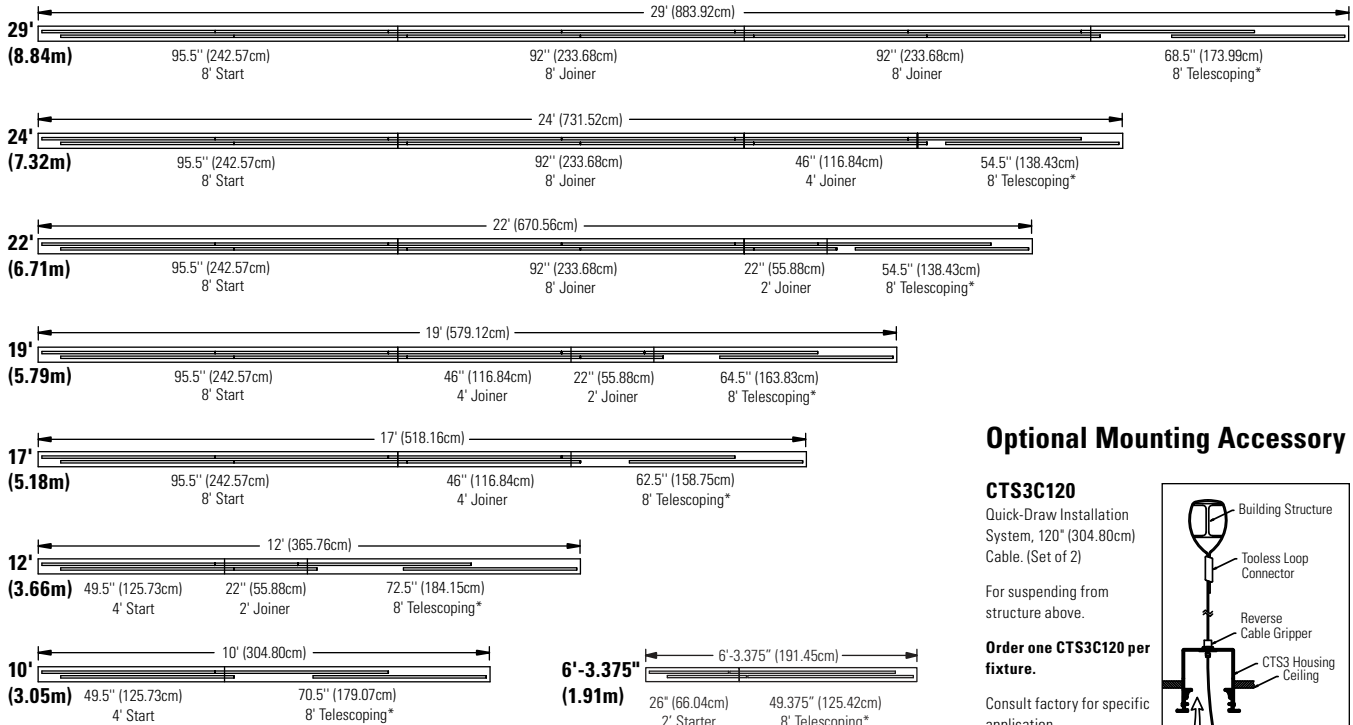 29' (883.92cm)
29'
(8.84m)
95.5'' (242.57cm)
8' Start
92'' (233.68cm)
8' Joiner
92'' (233.68cm)
8' Joiner
68.5'' (173.99cm)
8' Telescoping*
24' (731.52cm)
24'
(7.32m)
95.5'' (242.57cm)
8' Start
92'' (233.68cm)
8' Joiner
46'' (116.84cm)
4' Joiner
54.5'' (138.43cm)
8' Telescoping*
22' (670.56cm)
22'
(6.71m)
95.5'' (242.57cm)
8' Start
92'' (233.68cm)
8' Joiner
22'' (55.88cm)
2' Joiner
54.5'' (138.43cm)
8' Telescoping*
19' (579.12cm)
19'
(5.79m)
95.5'' (242.57cm)
8' Start
46'' (116.84cm)
4' Joiner
22'' (55.88cm)
2' Joiner
64.5'' (163.83cm)
8' Telescoping*
17' (518.16cm)
17'
(5.18m)
95.5'' (242.57cm)
8' Start
46'' (116.84cm)
4' Joiner
62.5'' (158.75cm)
8' Telescoping*
12' (365.76cm)
12'
(3.66m)
49.5'' (125.73cm)
4' Start
22'' (55.88cm)
2' Joiner
72.5'' (184.15cm)
8' Telescoping*
10' (304.80cm)
10'
(3.05m)
49.5'' (125.73cm)
4' Start
70.5'' (179.07cm)
8' Telescoping*
6'-3.375" (191.45cm)
6'-3.375"
(1.91m)
26" (66.04cm)
2' Starter
49.375" (125.42cm)
8' Telescoping*
Optional Mounting Accessory
CTS3C120
Quick-Draw Installation
System, 120" (304.80cm)
Cable. (Set of 2)
For suspending from
structure above.
Order one CTS3C120 per
fixture.
Consult factory for specific
application
Building Structure
Tooless Loop
Connector
Reverse
Cable Gripper
CTS3 Housing
Ceiling